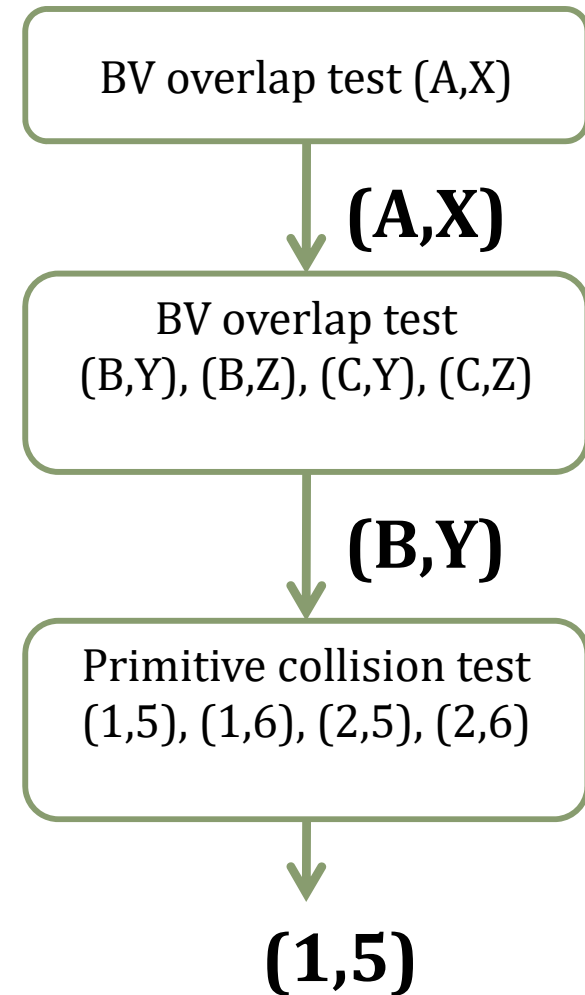 BV overlap test (A,X)
(A,X)
BV overlap test
(B,Y), (B,Z), (C,Y), (C,Z)
(B,Y)
Primitive collision test
(1,5), (1,6), (2,5), (2,6)
(1,5)